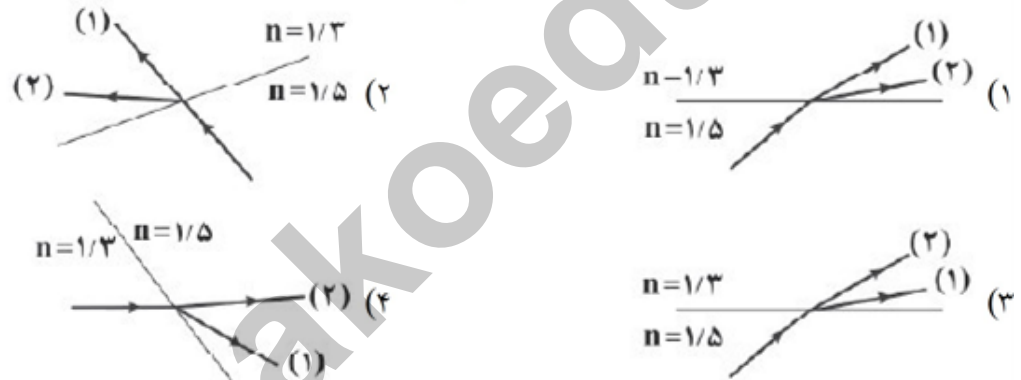 (۱) n-۱/۳ n=۱/۵ (۱) (۲)
(۲) n=۱/۳ n=۱/۵ (۱) (۲)
(۳) n=۱/۳ n=۱/۵ (۲) (۱)
(۴) n=۱/۳ n=۱/۵ (۲) (۱)
akoed